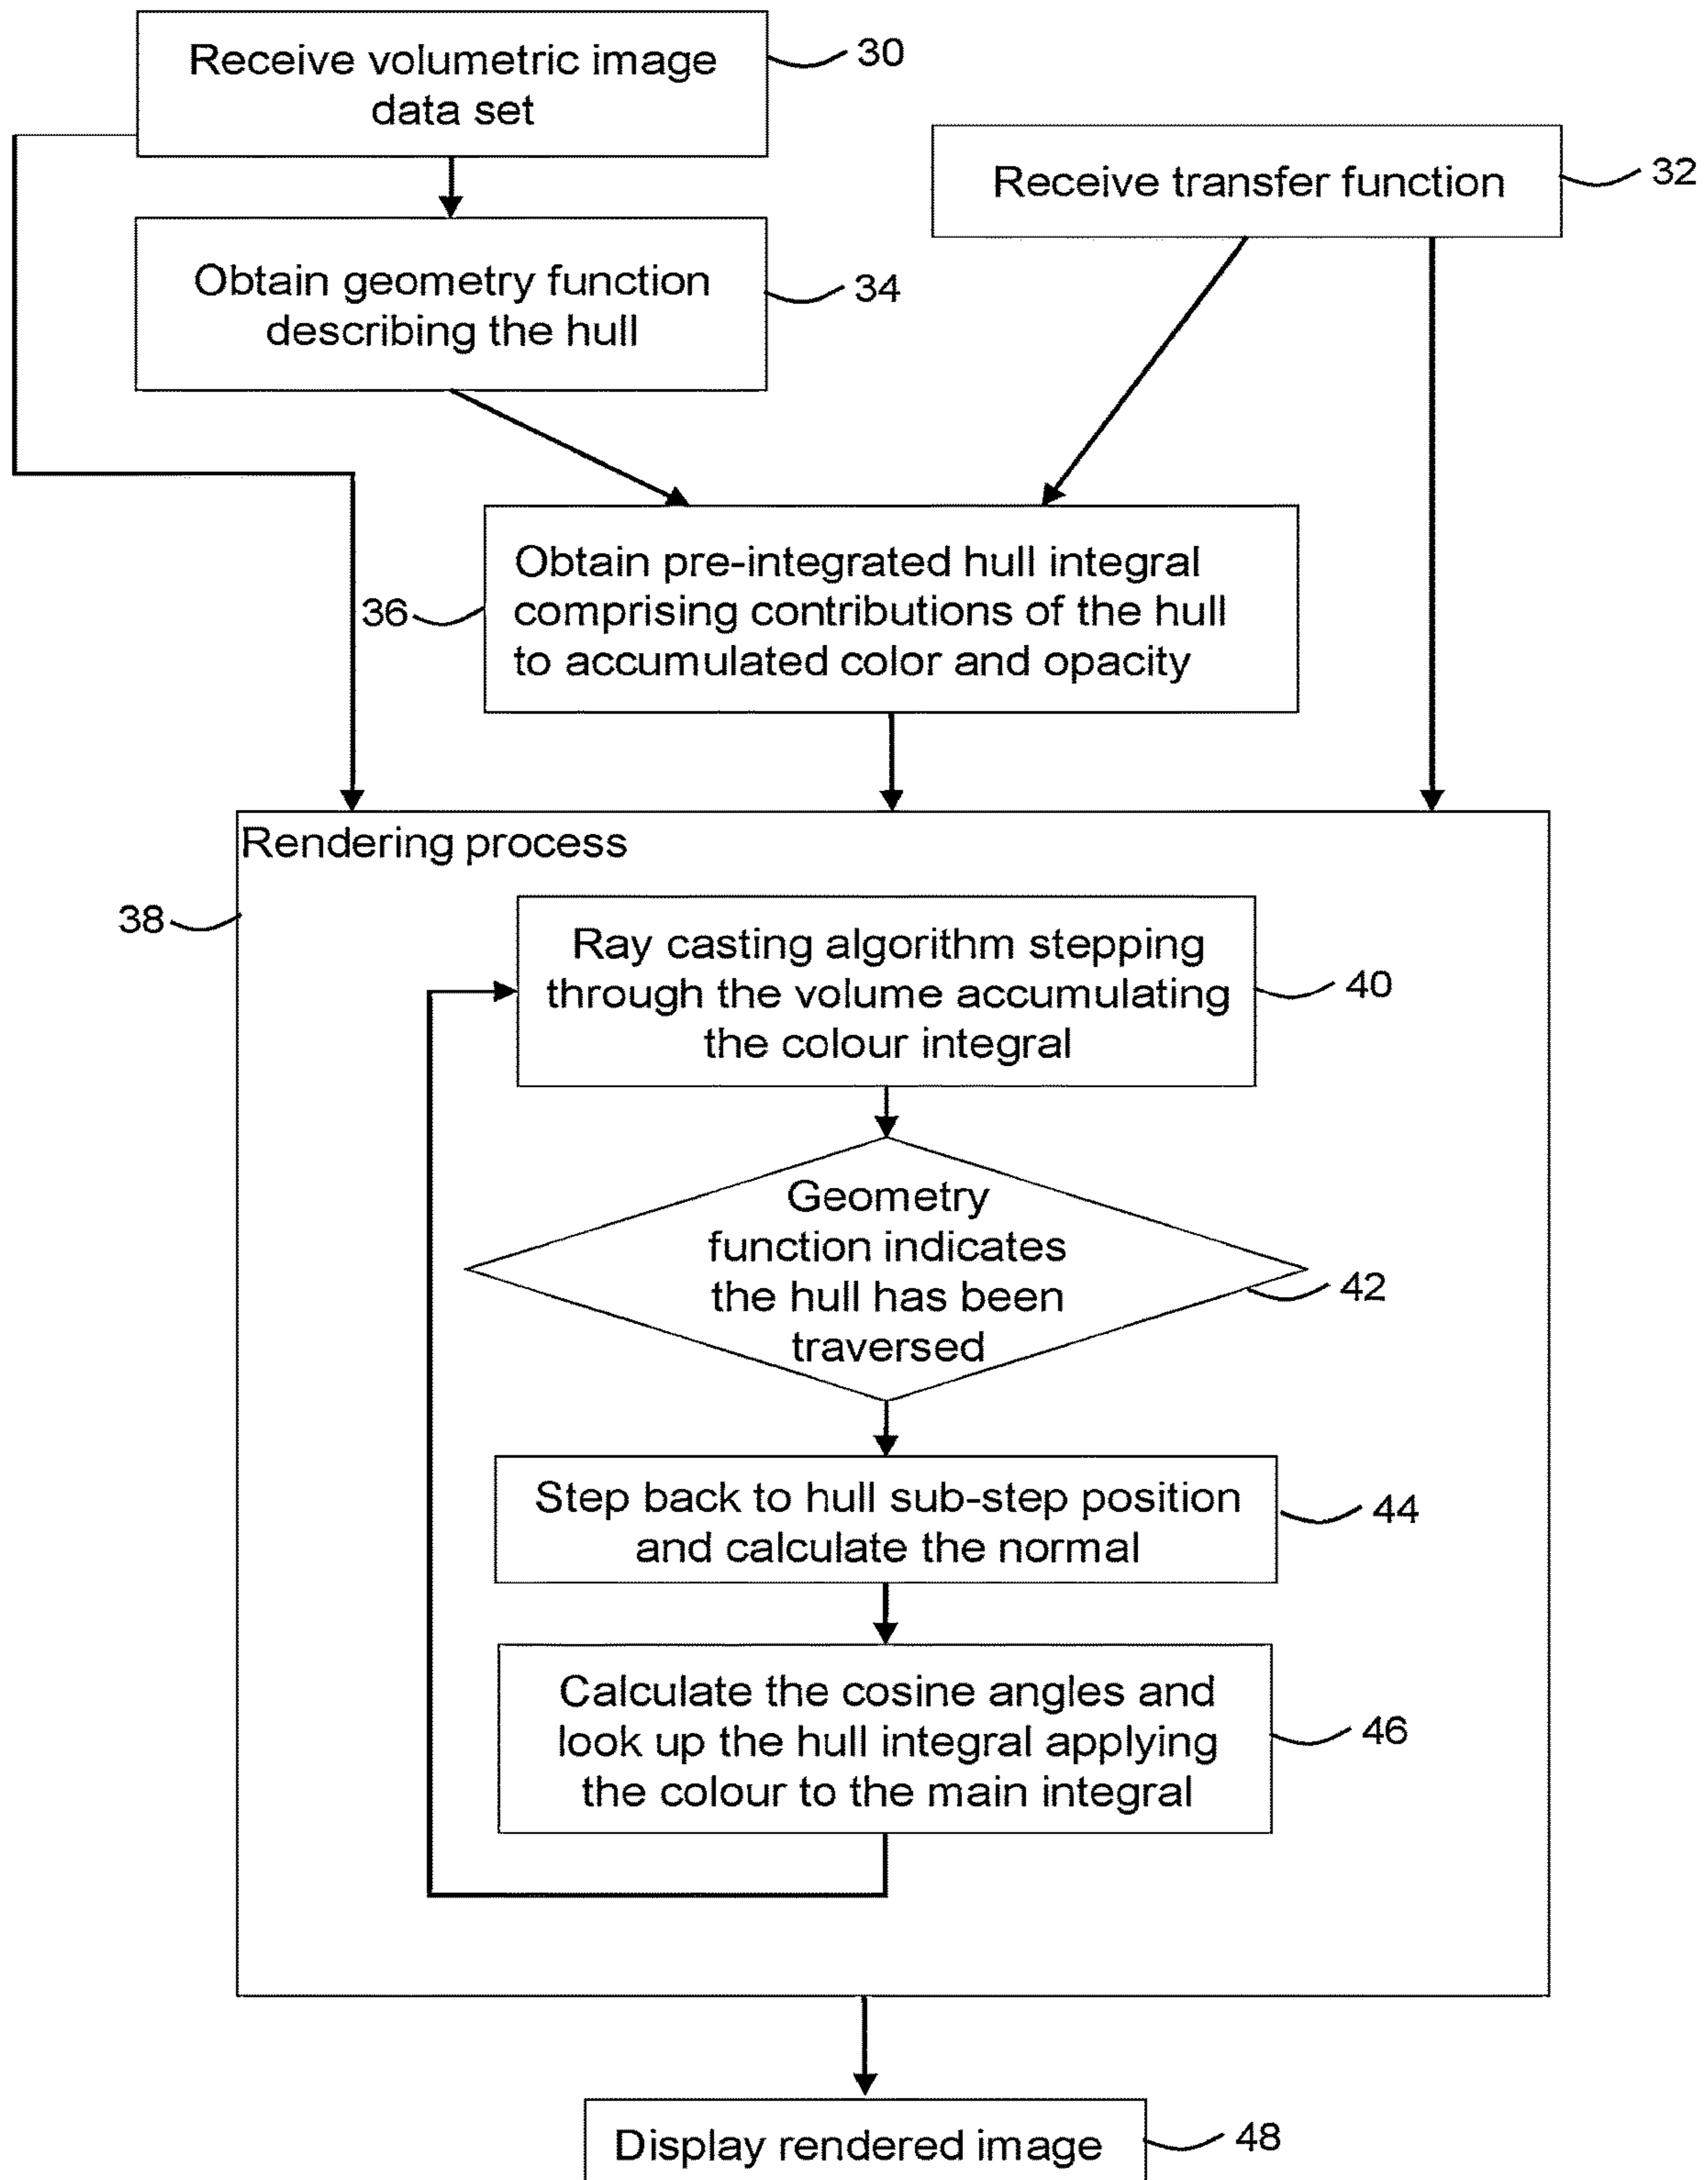 Receive volumetric image
data set
30
Receive transfer function
32
Obtain geometry function
describing the hull
34
Obtain pre-integrated hull integral
comprising contributions of the hull
to accumulated color and opacity
36
Rendering process
38
Ray casting algorithm stepping
through the volume accumulating
the colour integral
40
Geometry
function indicates
the hull has been
traversed
42
Step back to hull sub-step position
and calculate the normal
44
Calculate the cosine angles and
look up the hull integral applying
the colour to the main integral
46
Display rendered image
48